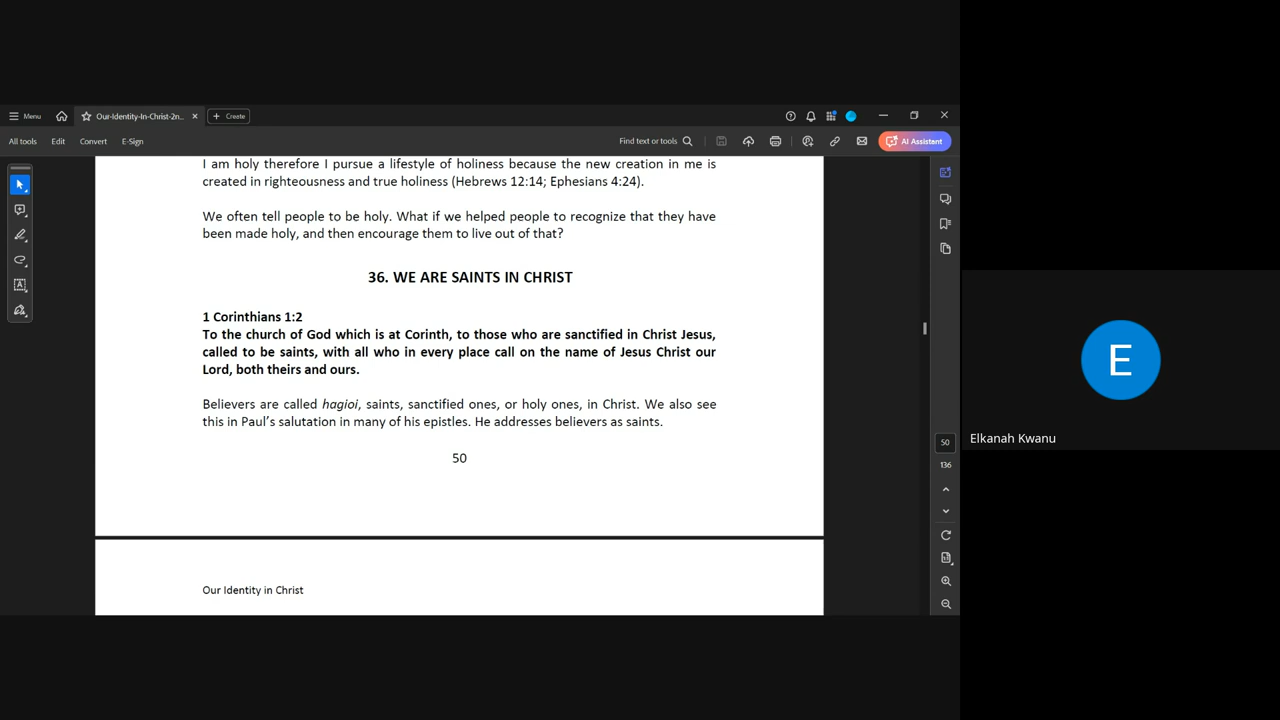 Menu
Our-Identity-In-Christ-2n...
Create
All tools
Edit
Convert
E-Sign
Find text or tools
AI Assistant
I am holy therefore I pursue a lifestyle of holiness because the new creation in me is
created in righteousness and true holiness (Hebrews 12:14; Ephesians 4:24).
We often tell people to be holy. What if we helped people to recognize that they have
been made holy, and then encourage them to live out of that?
36. WE ARE SAINTS IN CHRIST
1 Corinthians 1:2
To the church of God which is at Corinth, to those who are sanctified in Christ Jesus,
called to be saints, with all who in every place call on the name of Jesus Christ our
Lord, both theirs and ours.
Believers are called hagioi, saints, sanctified ones, or holy ones, in Christ. We also see
this in Paul's salutation in many of his epistles. He addresses believers as saints.
50
Our Identity in Christ
50
136
E
Elkanah Kwanu